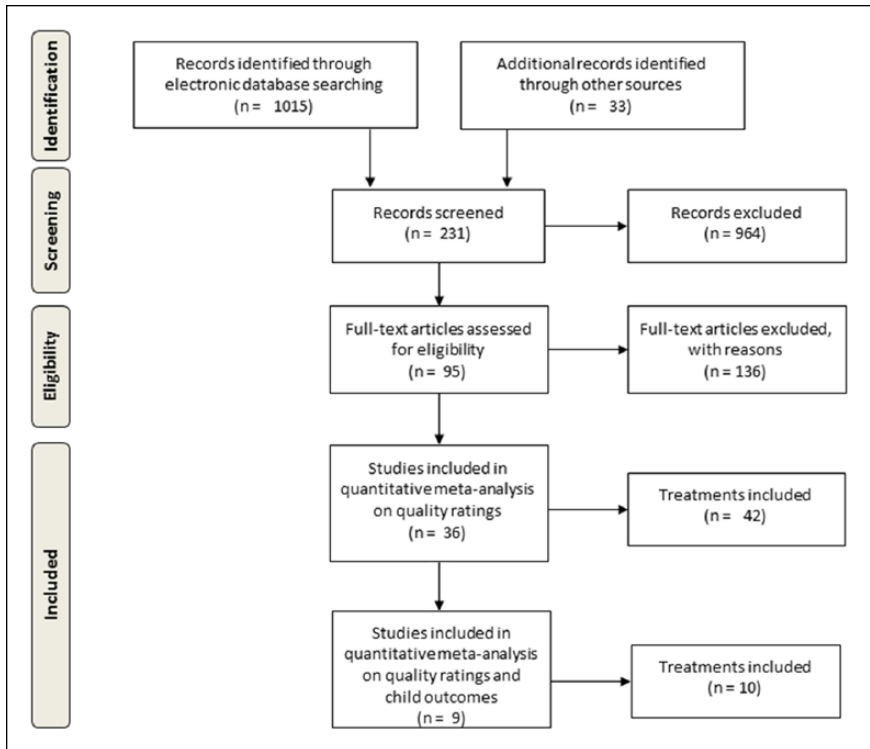 Identification
Records identified through
electronic database searching
(n = 1015)
Additional records identified
through other sources
(n = 33)
Screening
Records screened
(n = 231)
Records excluded
(n = 964)
Eligibility
Full-text articles assessed
for eligibility
(n = 95)
Full-text articles excluded,
with reasons
(n = 136)
Included
Studies included in
quantitative meta-analysis
on quality ratings
(n = 36)
Treatments included
(n = 42)
Studies included in
quantitative meta-analysis
on quality ratings and
child outcomes
(n = 9)
Treatments included
(n = 10)